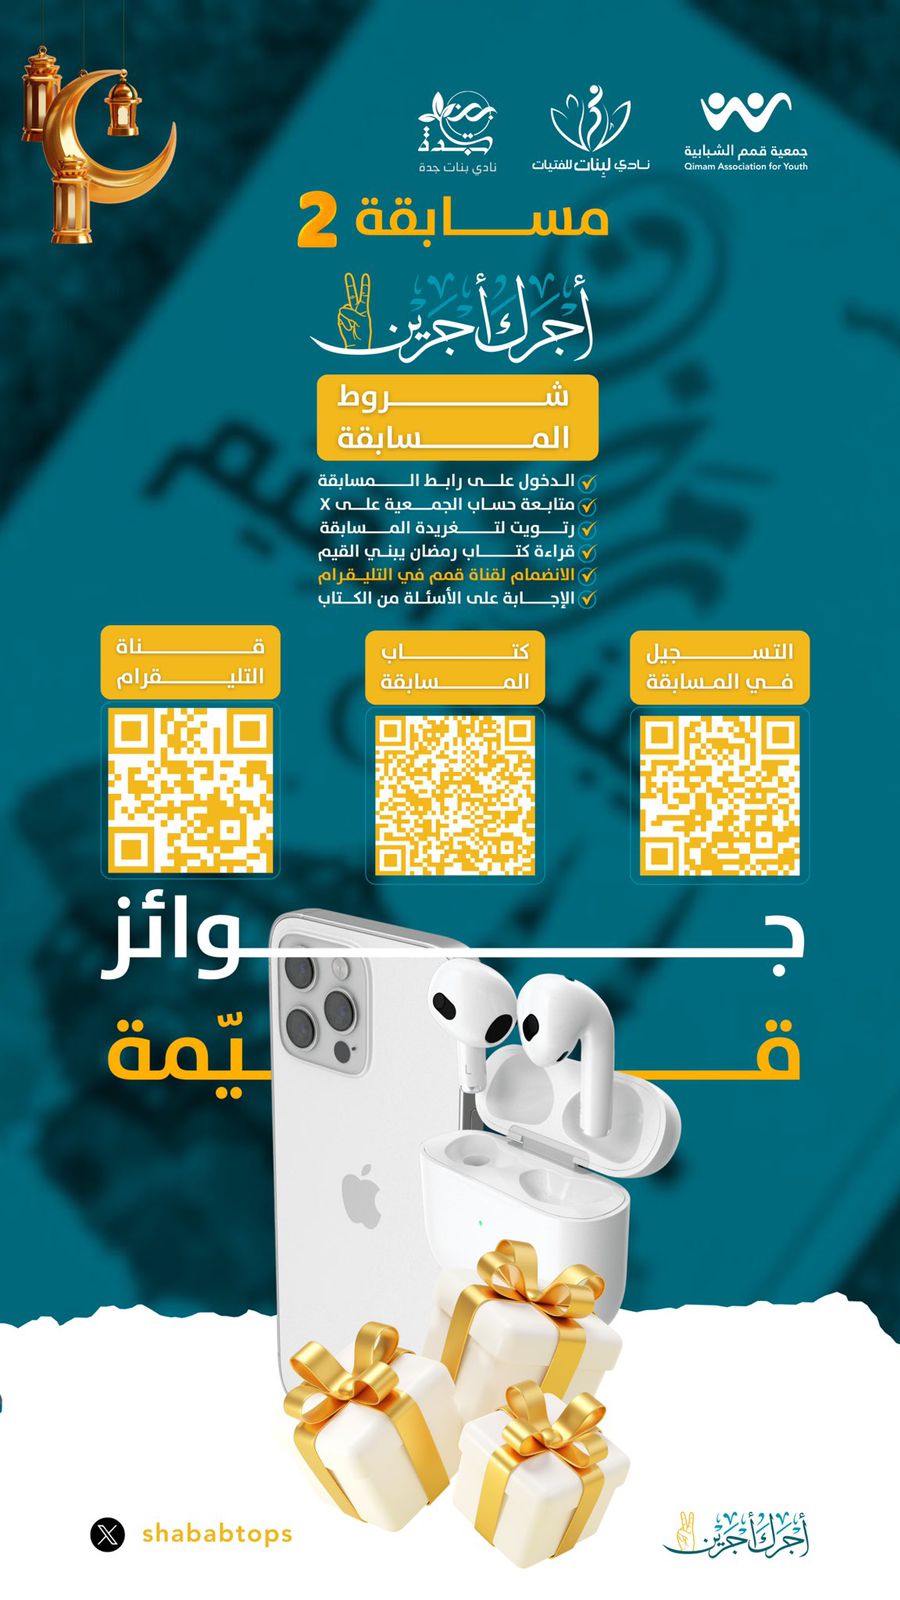 جمعية قمم الشبابية
Qimam Association for Youth
نادي لبنات للفتيات
بنات جدة
نادي بنات جدة
مسابقة 2
أجرك أجرين
شروط
المسابقة
الدخول على رابط المسابقة
متابعة حساب الجمعية على X
رتويت لتغريدة المسابقة
قراءة كتاب رمضان يبني القيم
الانضمام لقناة قمم في التليقرام
الإجابة على الأسئلة من الكتاب
التسجيل
في المسابقة
كتاب
المسابقة
قناة
التليقرام
جوائز
قيّمة
shababtops
أجرك أجرين